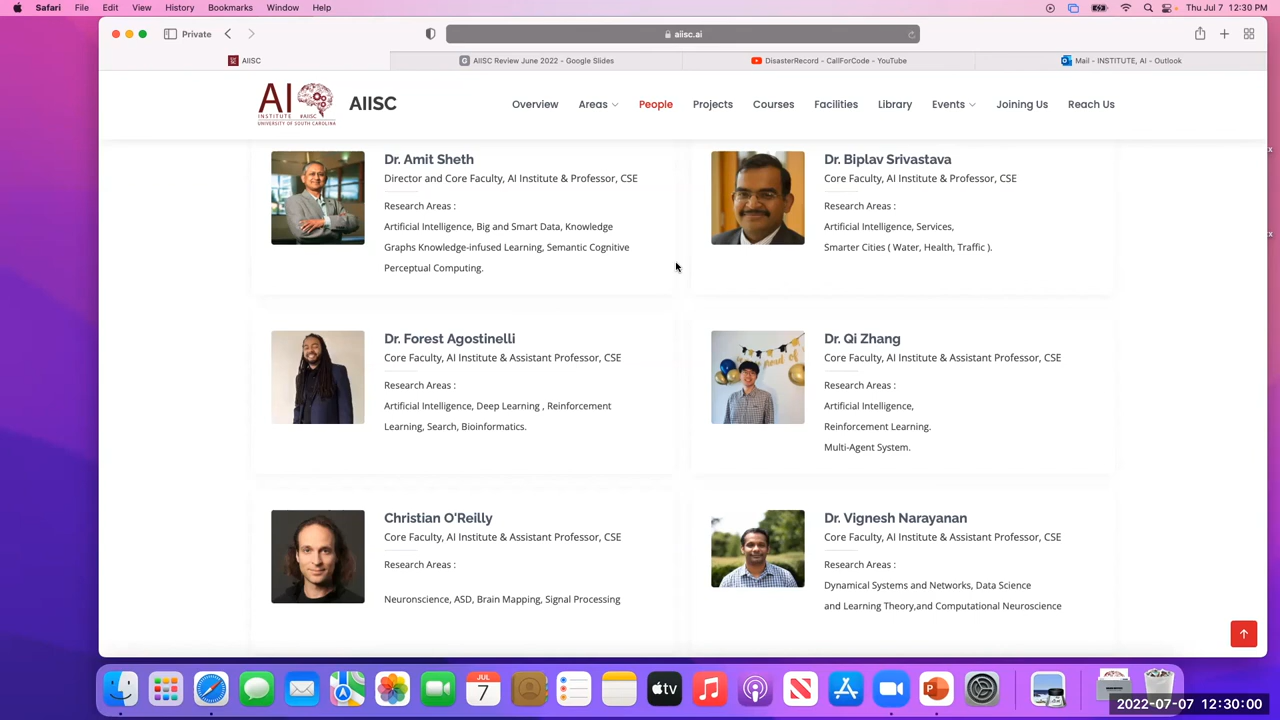 Safari File Edit View History Bookmarks Window Help Thu Jul 7 12:30 PM
Private aiisc.ai
AIISC AIISC Review June 2022 - Google Slides DisasterRecord - CallForCode - YouTube Mail - INSTITUTE, AI - Outlook
AI INSTITUTE #AIISC UNIVERSITY OF SOUTH CAROLINA AIISC Overview Areas People Projects Courses Facilities Library Events Joining Us Reach Us
Dr. Amit Sheth
Director and Core Faculty, AI Institute & Professor, CSE
Research Areas :
Artificial Intelligence, Big and Smart Data, Knowledge
Graphs Knowledge-infused Learning, Semantic Cognitive
Perceptual Computing.
Dr. Biplav Srivastava
Core Faculty, AI Institute & Professor, CSE
Research Areas :
Artificial Intelligence, Services,
Smarter Cities ( Water, Health, Traffic ).
Dr. Forest Agostinelli
Core Faculty, AI Institute & Assistant Professor, CSE
Research Areas :
Artificial Intelligence, Deep Learning , Reinforcement
Learning, Search, Bioinformatics.
Dr. Qi Zhang
Core Faculty, AI Institute & Assistant Professor, CSE
Research Areas :
Artificial Intelligence,
Reinforcement Learning.
Multi-Agent System.
Christian O'Reilly
Core Faculty, AI Institute & Assistant Professor, CSE
Research Areas :
Neuronscience, ASD, Brain Mapping, Signal Processing
Dr. Vignesh Narayanan
Core Faculty, AI Institute & Assistant Professor, CSE
Research Areas :
Dynamical Systems and Networks, Data Science
and Learning Theory,and Computational Neuroscience
JUL
7
tv
2022-07-07 12:30:00